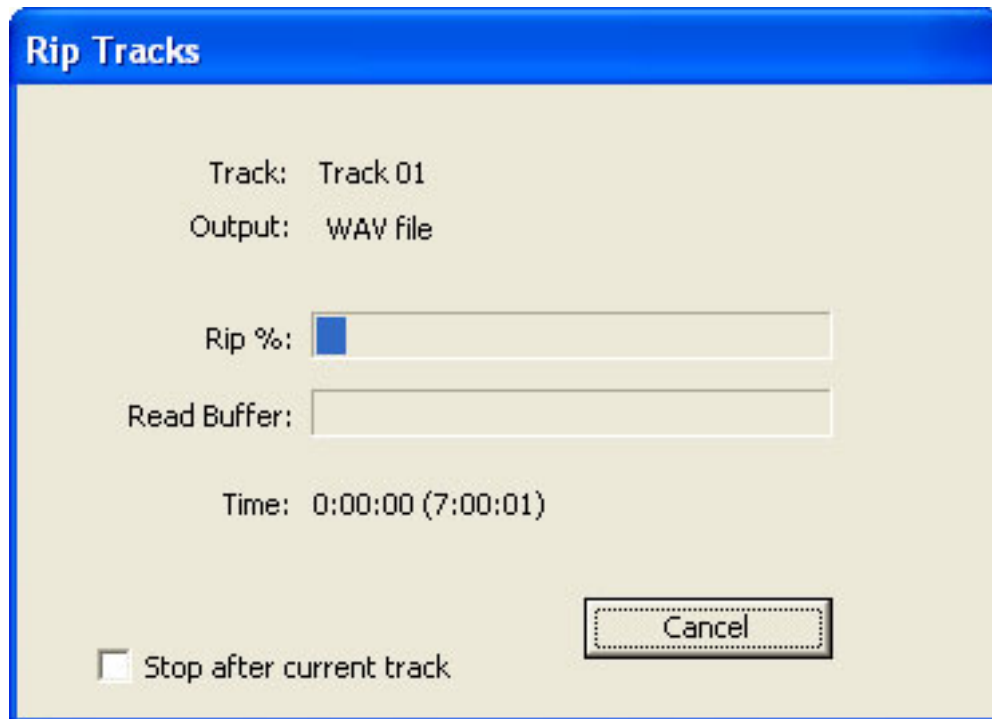 Rip Tracks
Track: Track 01
Output: WAV file
Rip %:
Read Buffer:
Time: 0:00:00 (7:00:01)
Cancel
Stop after current track